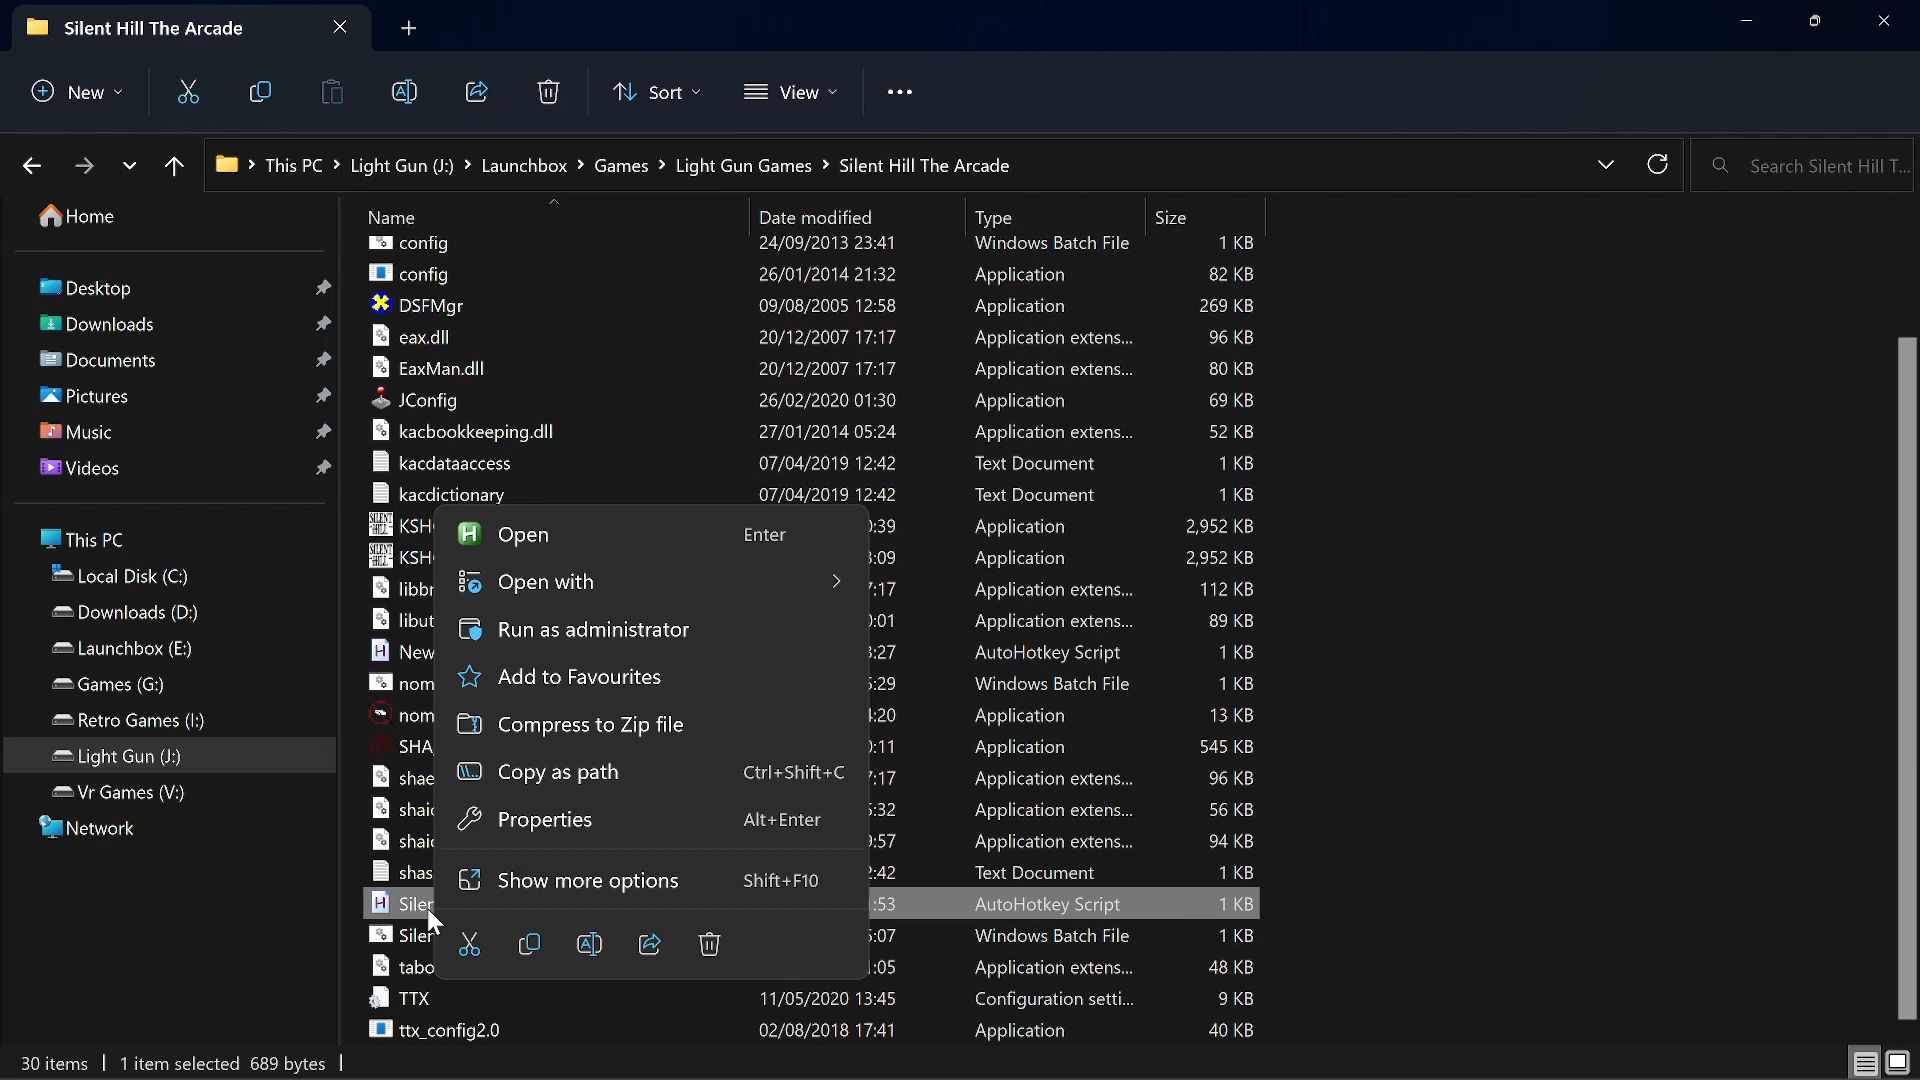 Silent Hill The Arcade
New
Sort
View
This PC > Light Gun (J:) > Launchbox > Games > Light Gun Games > Silent Hill The Arcade
Search Silent Hill T...
Home
Desktop
Downloads
Documents
Pictures
Music
Videos
This PC
Local Disk (C:)
Downloads (D:)
Launchbox (E:)
Games (G:)
Retro Games (I:)
Light Gun (J:)
Vr Games (V:)
Network
Name Date modified Type Size
config 24/09/2013 23:41 Windows Batch File 1 KB
config 26/01/2014 21:32 Application 82 KB
DSFMgr 09/08/2005 12:58 Application 269 KB
eax.dll 20/12/2007 17:17 Application extens... 96 KB
EaxMan.dll 20/12/2007 17:17 Application extens... 80 KB
JConfig 26/02/2020 01:30 Application 69 KB
kacbookkeeping.dll 27/01/2014 05:24 Application extens... 52 KB
kacdataaccess 07/04/2019 12:42 Text Document 1 KB
kacdictionary 07/04/2019 12:42 Text Document 1 KB
KSH :39 Application 2,952 KB
KSH :09 Application 2,952 KB
libbr :17 Application extens... 112 KB
libut :01 Application extens... 89 KB
New :27 AutoHotkey Script 1 KB
nom :29 Windows Batch File 1 KB
nom :20 Application 13 KB
SHA :11 Application 545 KB
shae :17 Application extens... 96 KB
shaic :32 Application extens... 56 KB
shaic :57 Application extens... 94 KB
shas :42 Text Document 1 KB
Siler :53 AutoHotkey Script 1 KB
Siler :07 Windows Batch File 1 KB
tabo :05 Application extens... 48 KB
TTX 11/05/2020 13:45 Configuration setti... 9 KB
ttx_config2.0 02/08/2018 17:41 Application 40 KB
Open Enter
Open with
Run as administrator
Add to Favourites
Compress to Zip file
Copy as path Ctrl+Shift+C
Properties Alt+Enter
Show more options Shift+F10
30 items | 1 item selected 689 bytes |